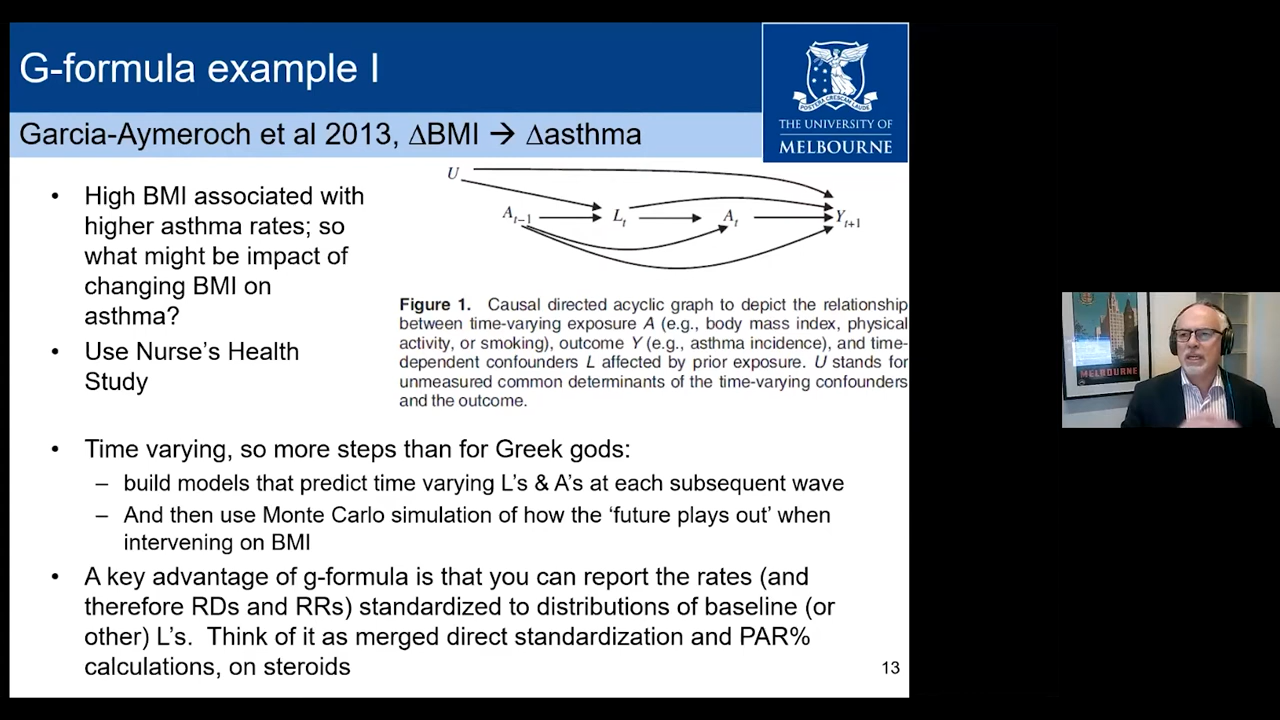 G-formula example I
Garcia-Aymeroch et al 2013, ∆BMI → ∆asthma
POSTERA CRESCAM LAUDE
THE UNIVERSITY OF
MELBOURNE
• High BMI associated with
higher asthma rates; so
what might be impact of
changing BMI on
asthma?
• Use Nurse's Health
Study
U
A t−1 L t A t Y t+1
Figure 1. Causal directed acyclic graph to depict the relationship
between time-varying exposure A (e.g., body mass index, physical
activity, or smoking), outcome Y (e.g., asthma incidence), and time-
dependent confounders L affected by prior exposure. U stands for
unmeasured common determinants of the time-varying confounders
and the outcome.
• Time varying, so more steps than for Greek gods:
– build models that predict time varying L's & A's at each subsequent wave
– And then use Monte Carlo simulation of how the 'future plays out' when
intervening on BMI
• A key advantage of g-formula is that you can report the rates (and
therefore RDs and RRs) standardized to distributions of baseline (or
other) L's. Think of it as merged direct standardization and PAR%
calculations, on steroids
13
MELBOURNE